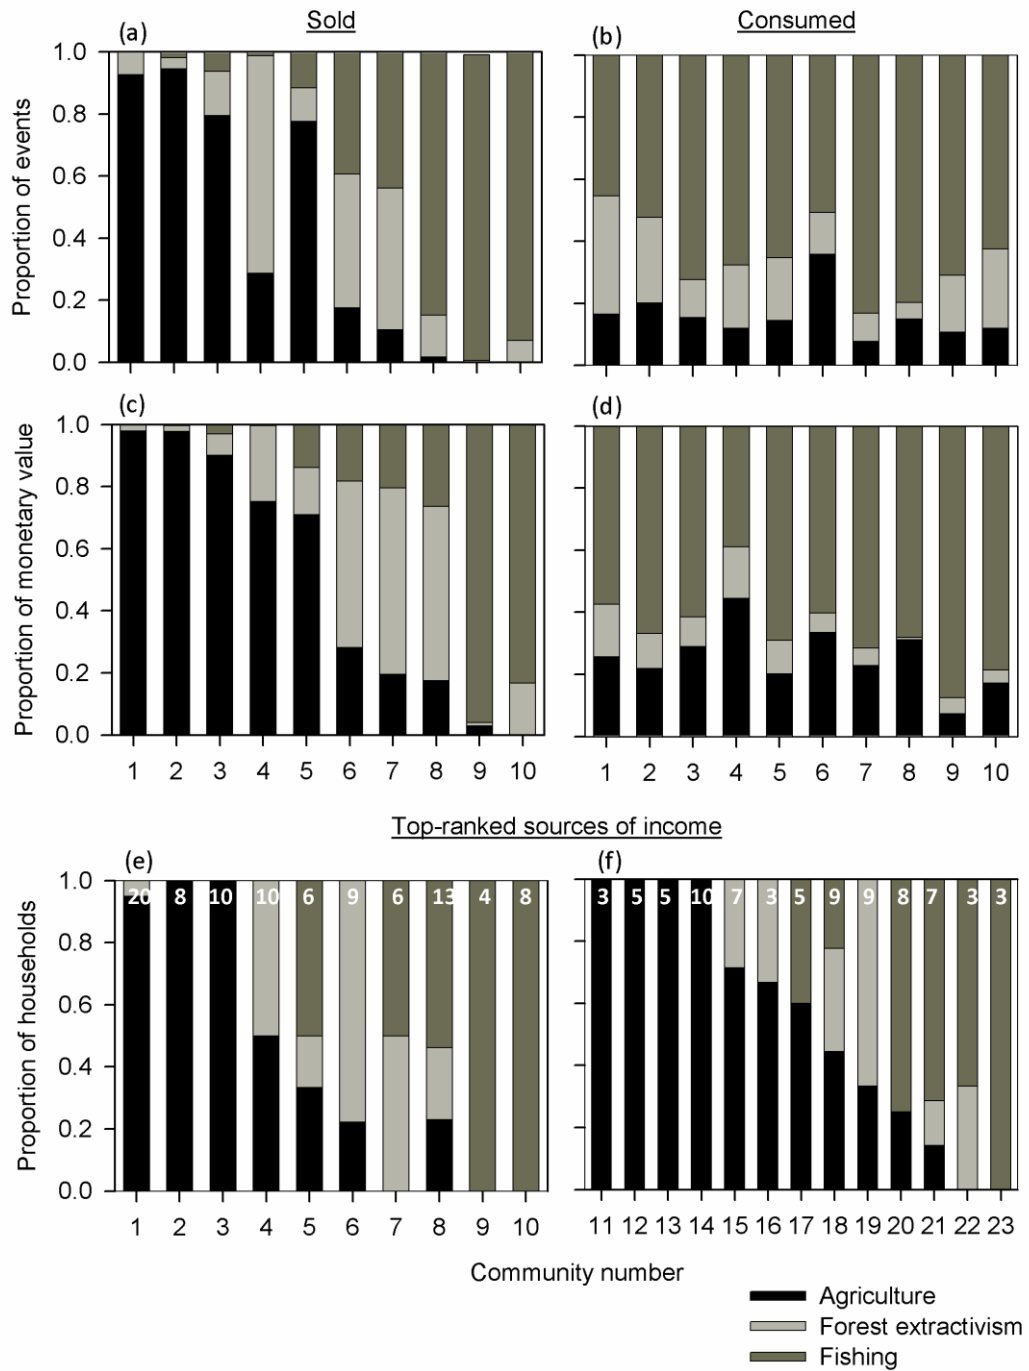 Sold Consumed
(a) (b)
Proportion of events
1.0
0.8
0.6
0.4
0.2
0.0
(c) (d)
Proportion of monetary value
1.0
0.8
0.6
0.4
0.2
0.0
1 2 3 4 5 6 7 8 9 10 1 2 3 4 5 6 7 8 9 10
Top-ranked sources of income
(e) (f)
Proportion of households
1.0
0.8
0.6
0.4
0.2
0.0
20 8 10 10 6 9 6 13 4 8 3 5 5 10 7 3 5 9 9 8 7 3 3
1 2 3 4 5 6 7 8 9 10 11 12 13 14 15 16 17 18 19 20 21 22 23
Community number
Agriculture
Forest extractivism
Fishing